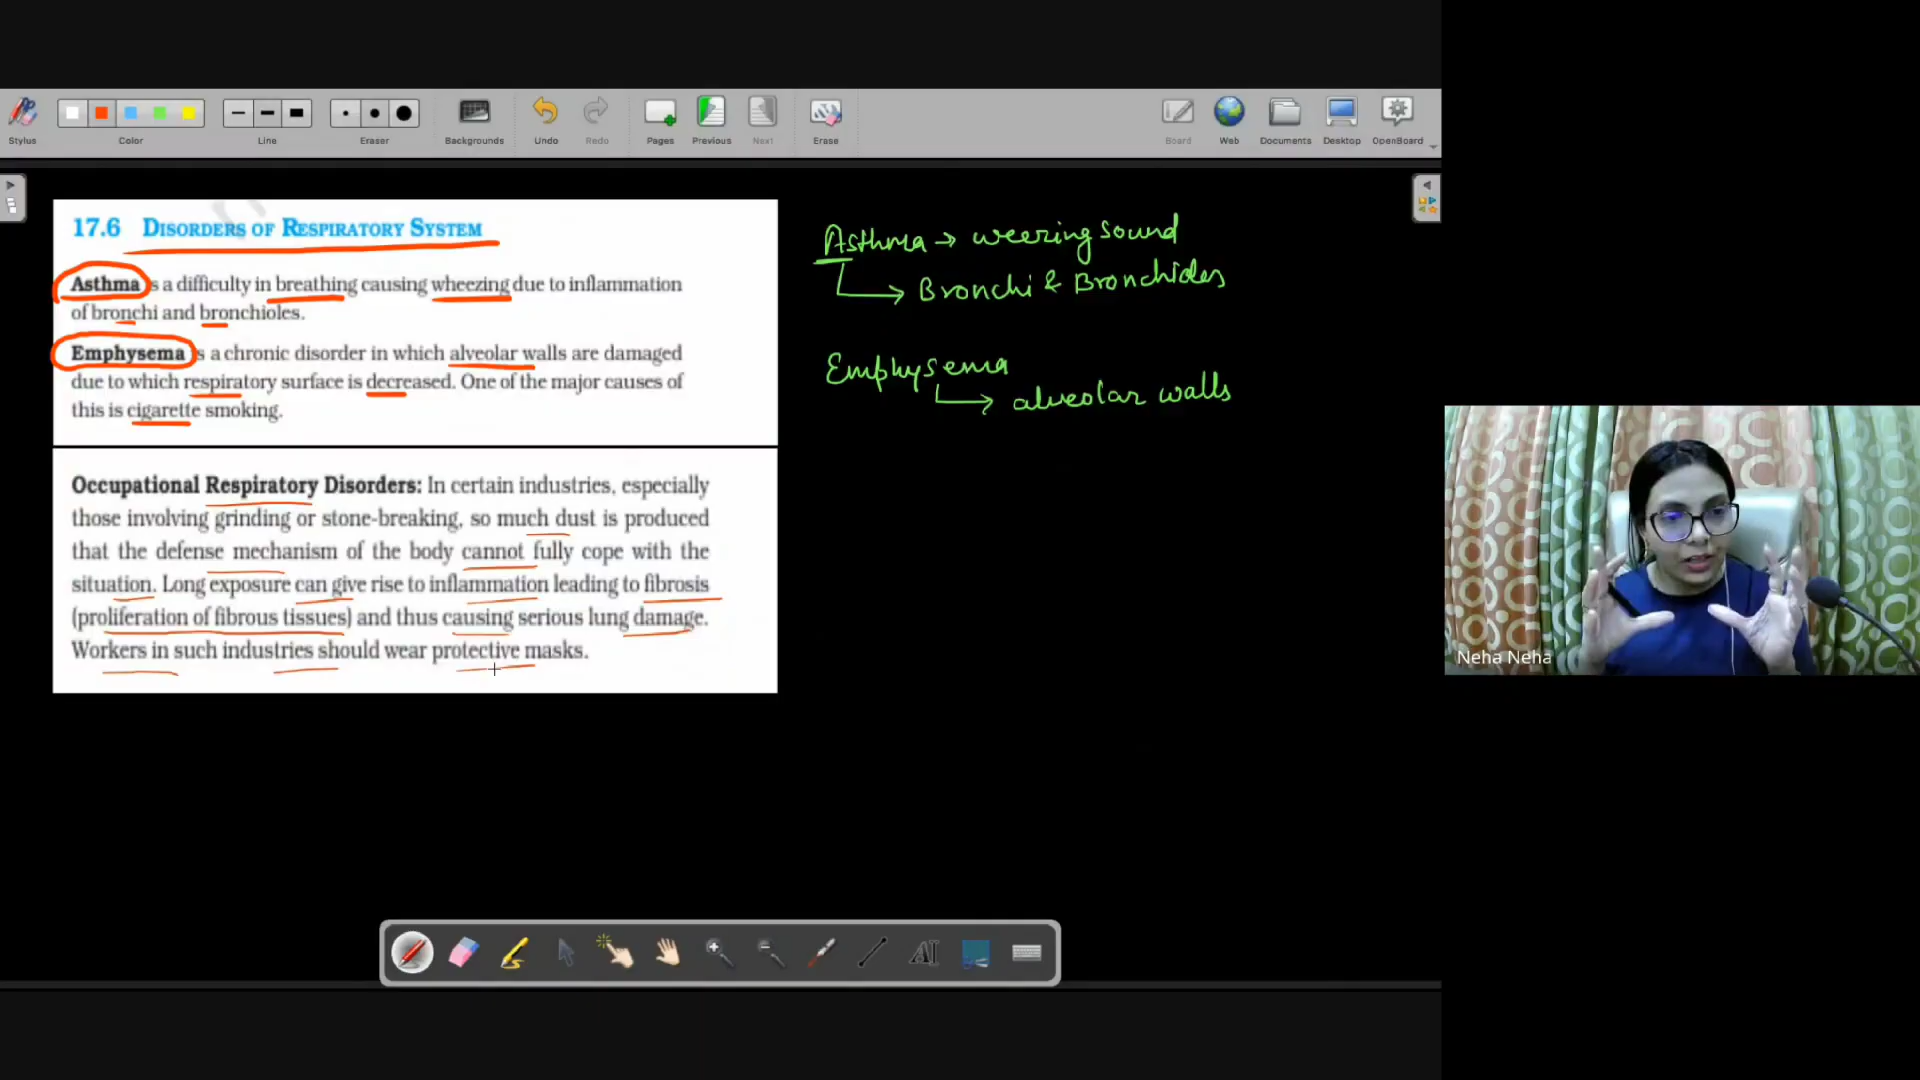 Stylus
Color
Line
Eraser
Backgrounds
Undo
Redo
Pages
Previous
Next
Erase
Board
Web
Documents
Desktop
OpenBoard
17.6 DISORDERS OF RESPIRATORY SYSTEM
Asthma is a difficulty in breathing causing wheezing due to inflammation
of bronchi and bronchioles.
Emphysema is a chronic disorder in which alveolar walls are damaged
due to which respiratory surface is decreased. One of the major causes of
this is cigarette smoking.
Occupational Respiratory Disorders: In certain industries, especially
those involving grinding or stone-breaking, so much dust is produced
that the defense mechanism of the body cannot fully cope with the
situation. Long exposure can give rise to inflammation leading to fibrosis
(proliferation of fibrous tissues) and thus causing serious lung damage.
Workers in such industries should wear protective masks.
Asthma → weezing sound
Bronchi & Bronchioles
Emphysema
alveolar walls
Neha Neha
AI